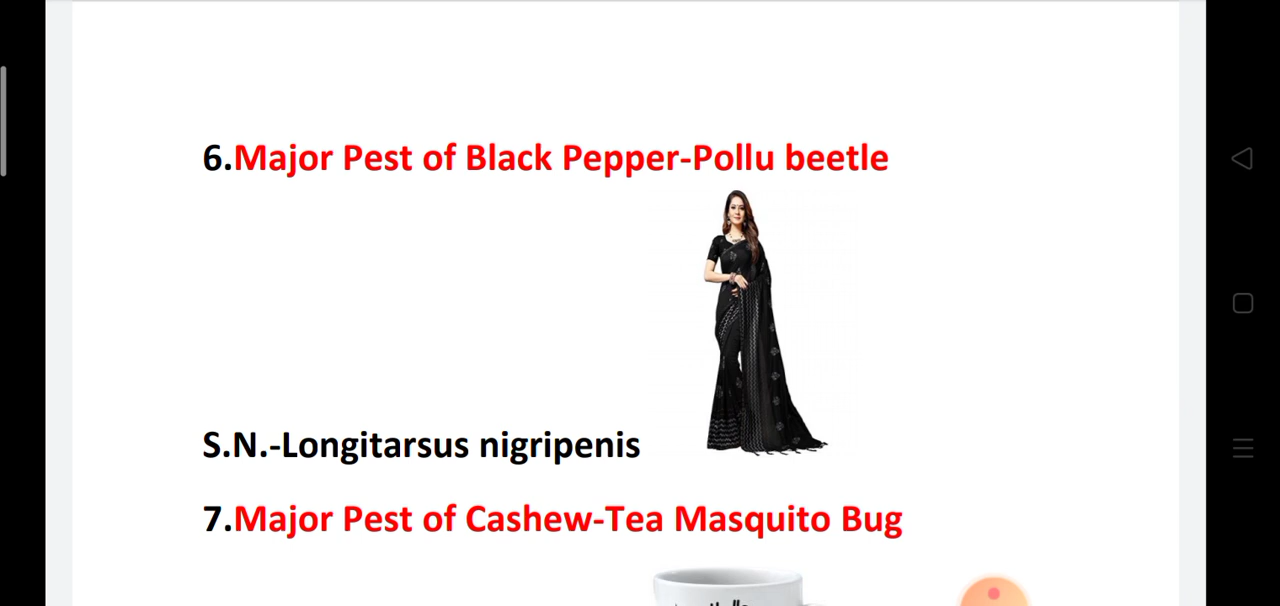 6.Major Pest of Black Pepper-Pollu beetle
S.N.-Longitarsus nigripenis
7.Major Pest of Cashew-Tea Masquito Bug